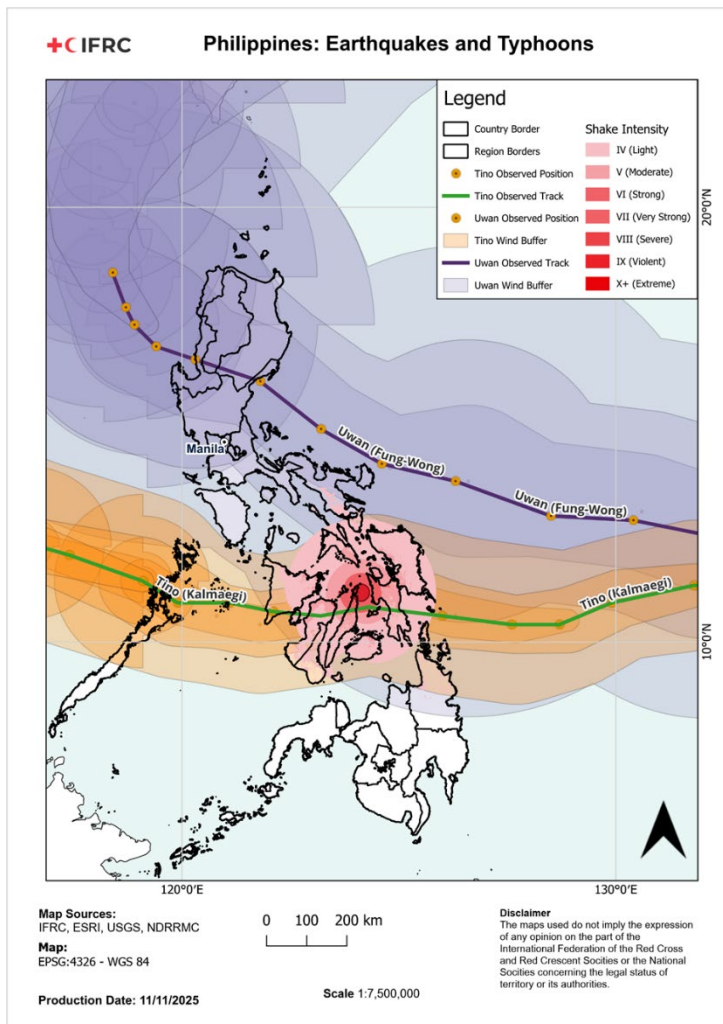 IFRC
Philippines: Earthquakes and Typhoons
Legend
Country Border
Region Borders
Tino Observed Position
Tino Observed Track
Uwan Observed Position
Tino Wind Buffer
Uwan Observed Track
Uwan Wind Buffer
Shake Intensity
IV (Light)
V (Moderate)
VI (Strong)
VII (Very Strong)
VIII (Severe)
IX (Violent)
X+ (Extreme)
20°0'N
Manila
Uwan (Fung-Wong)
Uwan (Fung-Wong)
Tino (Kalmaegi)
Tino (Kalmaegi)
10°0'N
120°0'E
130°0'E
Map Sources:
IFRC, ESRI, USGS, NDRRMC
Map:
EPSG:4326 - WGS 84
Production Date: 11/11/2025
0 100 200 km
Scale 1:7,500,000
Disclaimer
The maps used do not imply the expression
of any opinion on the part of the
International Federation of the Red Cross
and Red Crescent Socities or the National
Socities concerning the legal status of
territory or its authorities.